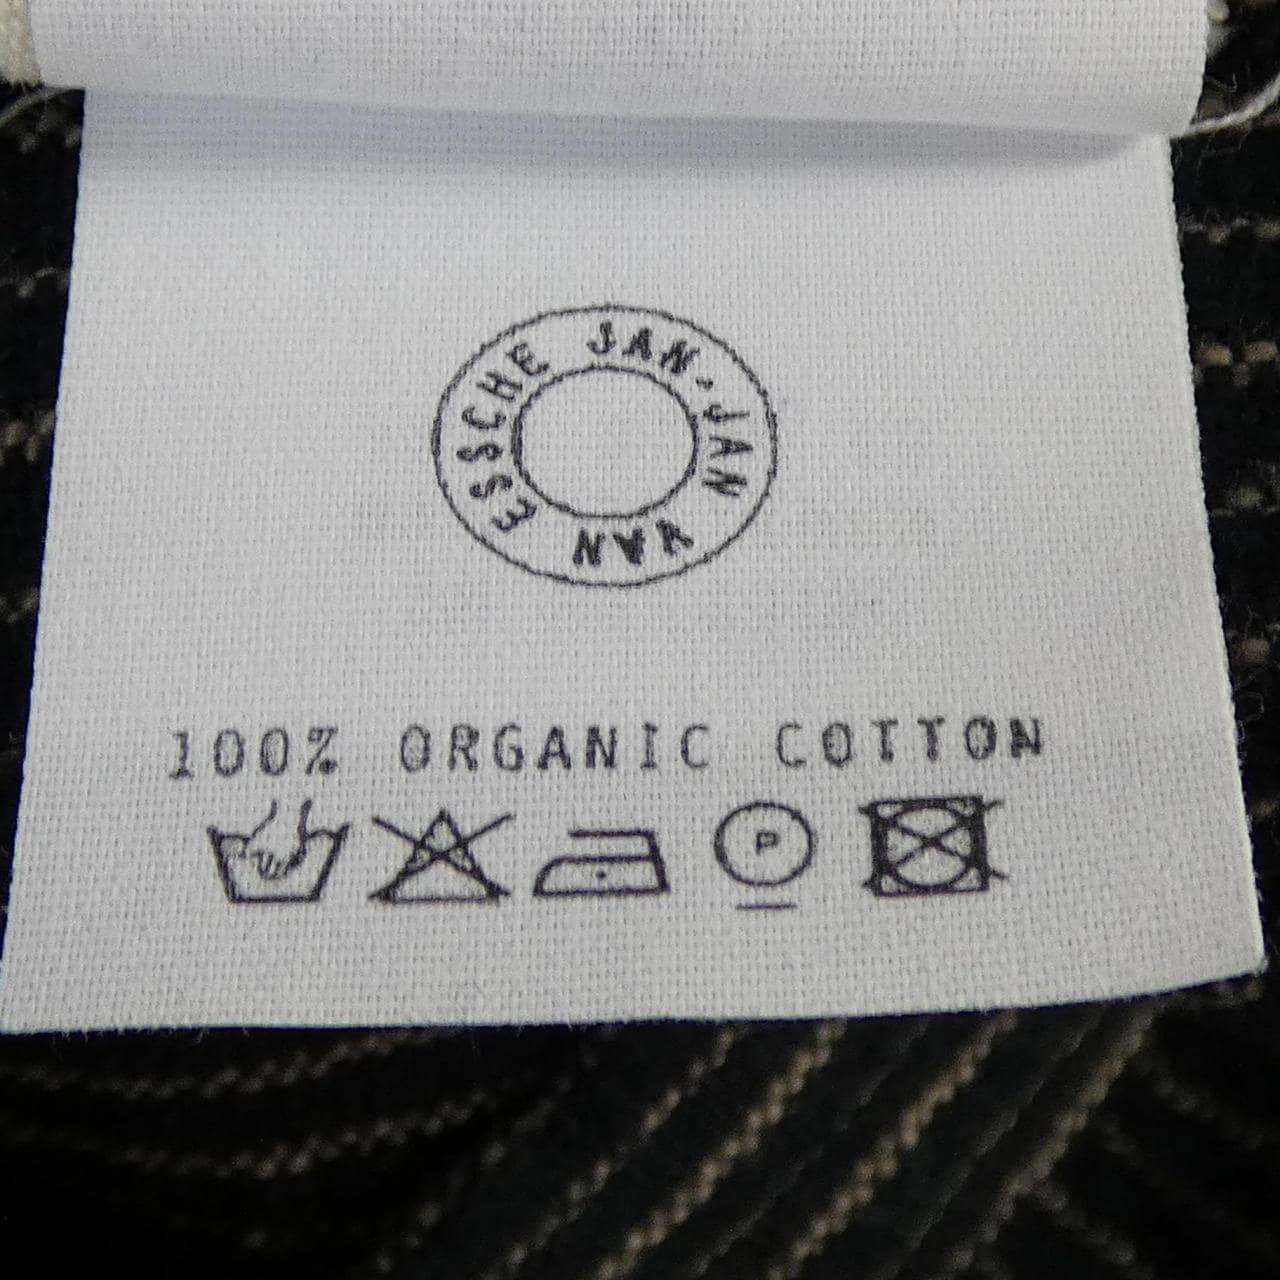 JAN-JAN VAN ESSCHE
100% ORGANIC COTTON
P